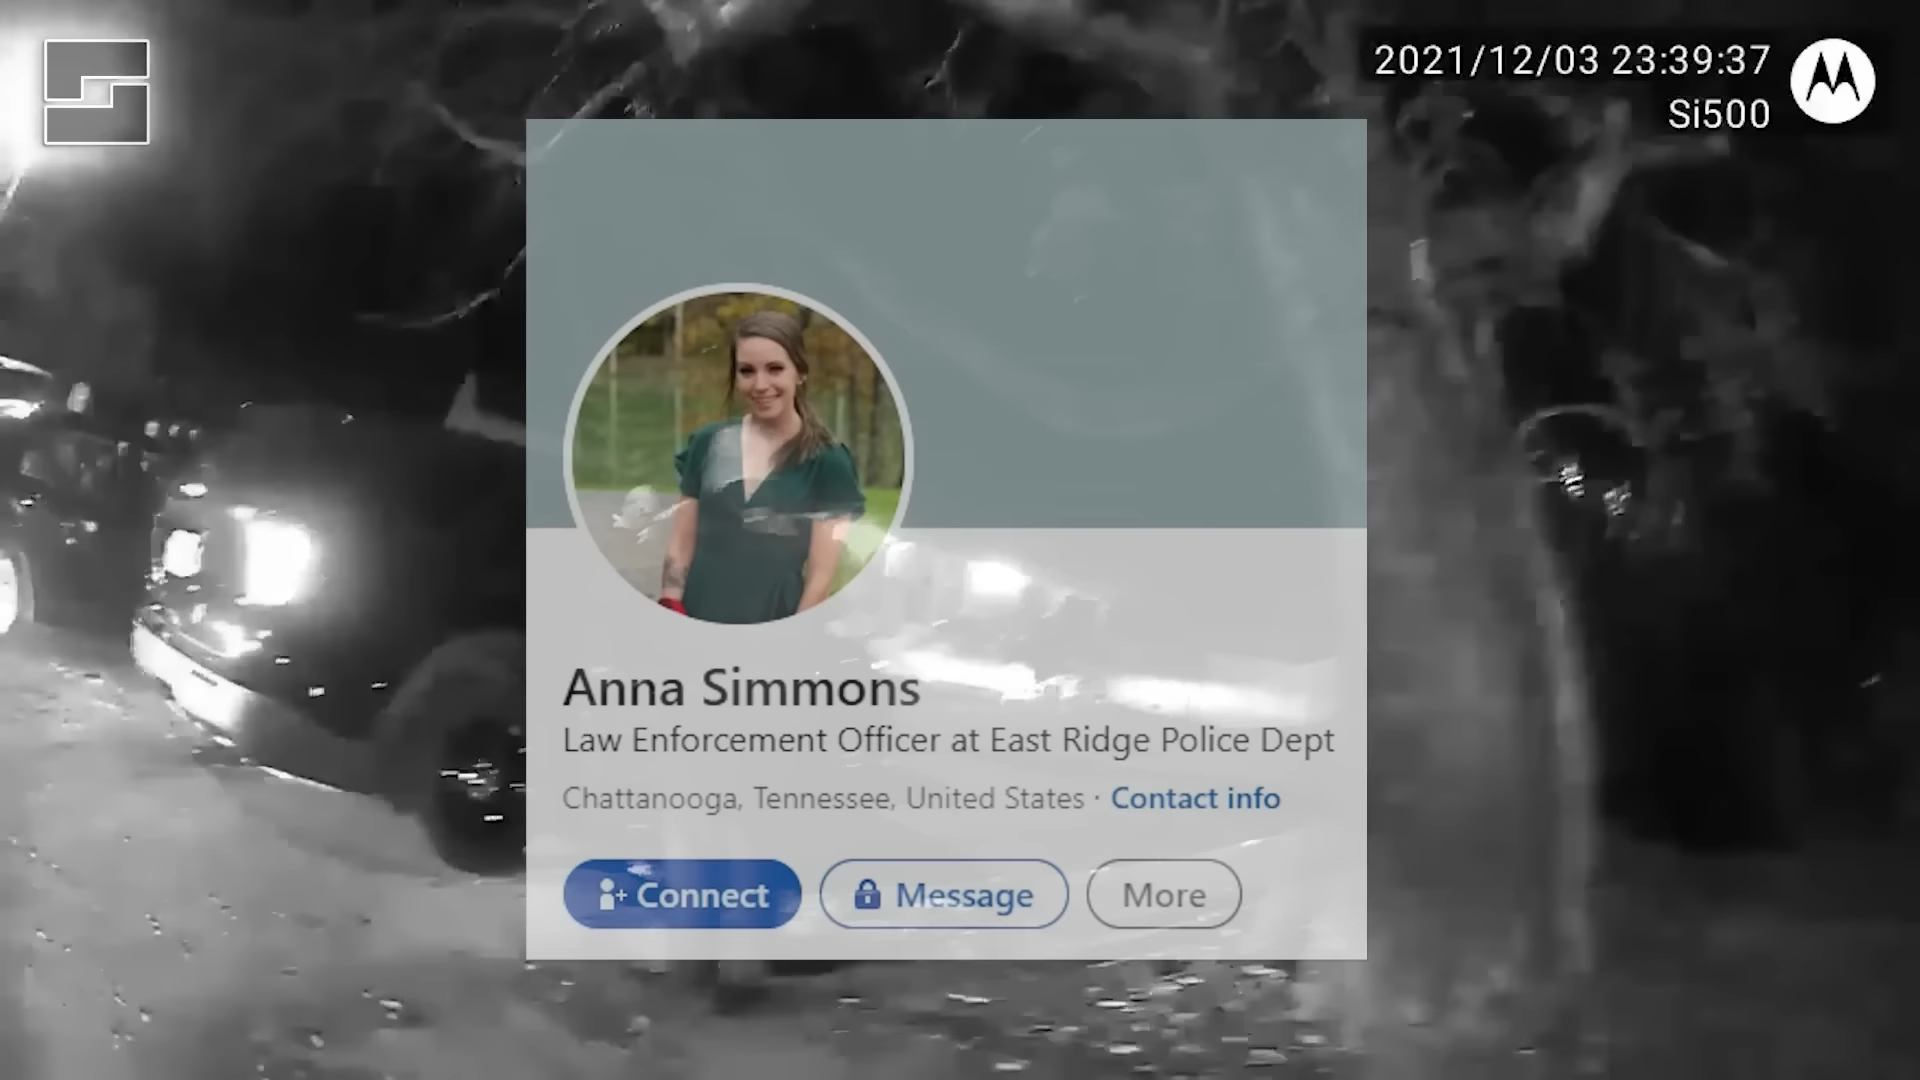 2021/12/03 23:39:37
Si500
Anna Simmons
Law Enforcement Officer at East Ridge Police Dept
Chattanooga, Tennessee, United States · Contact info
Connect
Message
More